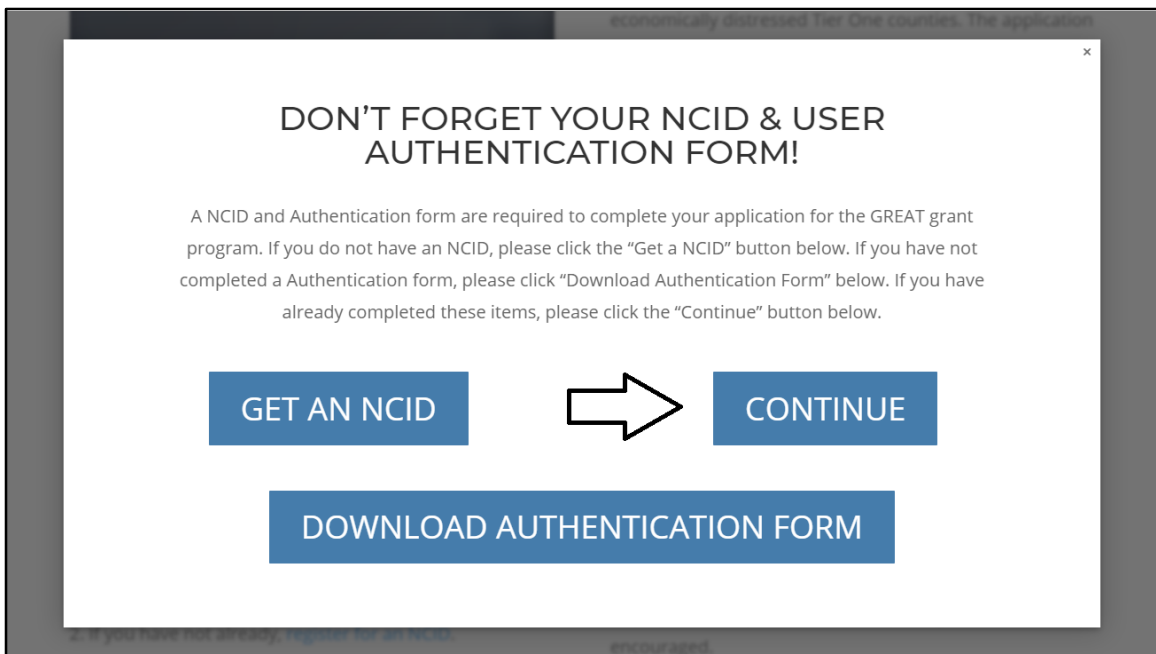 economically distressed Tier One counties. The application
×
DON’T FORGET YOUR NCID & USER
AUTHENTICATION FORM!
A NCID and Authentication form are required to complete your application for the GREAT grant
program. If you do not have an NCID, please click the “Get a NCID” button below. If you have not
completed a Authentication form, please click “Download Authentication Form” below. If you have
already completed these items, please click the “Continue” button below.
GET AN NCID
CONTINUE
DOWNLOAD AUTHENTICATION FORM
2. If you have not already, register for an NCID.
encouraged.